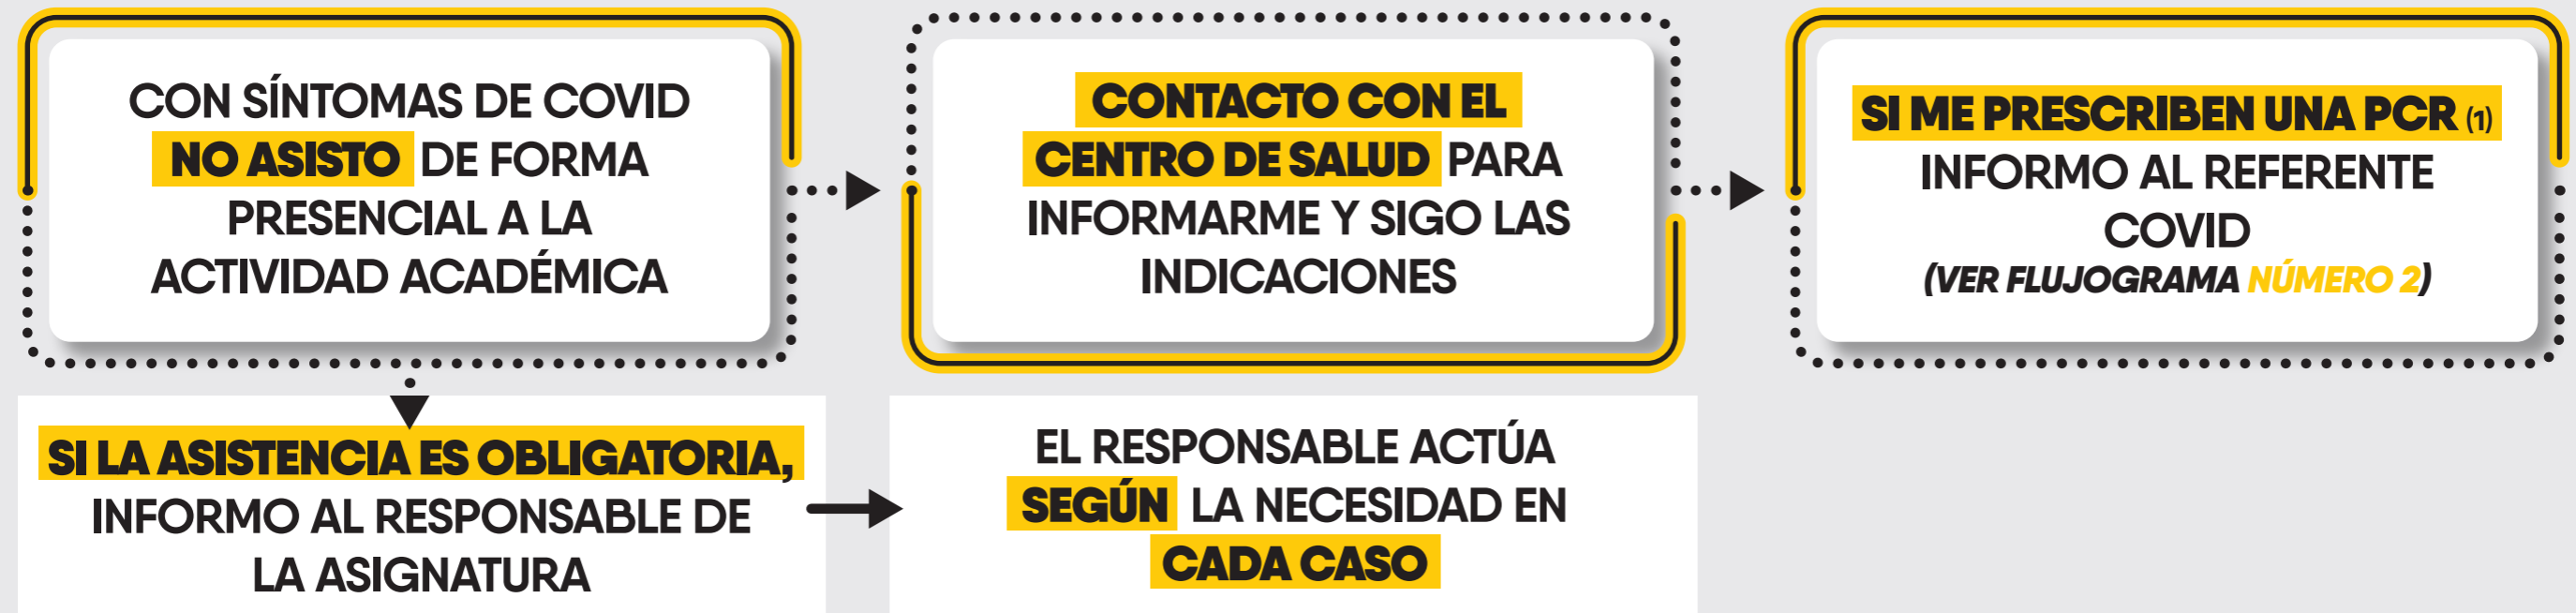 CON SÍNTOMAS DE COVID
NO ASISTO DE FORMA
PRESENCIAL A LA
ACTIVIDAD ACADÉMICA
CONTACTO CON EL
CENTRO DE SALUD PARA
INFORMARME Y SIGO LAS
INDICACIONES
SI ME PRESCRIBEN UNA PCR (1)
INFORMO AL REFERENTE
COVID
(VER FLUJOGRAMA NÚMERO 2)
SI LA ASISTENCIA ES OBLIGATORIA,
INFORMO AL RESPONSABLE DE
LA ASIGNATURA
EL RESPONSABLE ACTÚA
SEGÚN LA NECESIDAD EN
CADA CASO